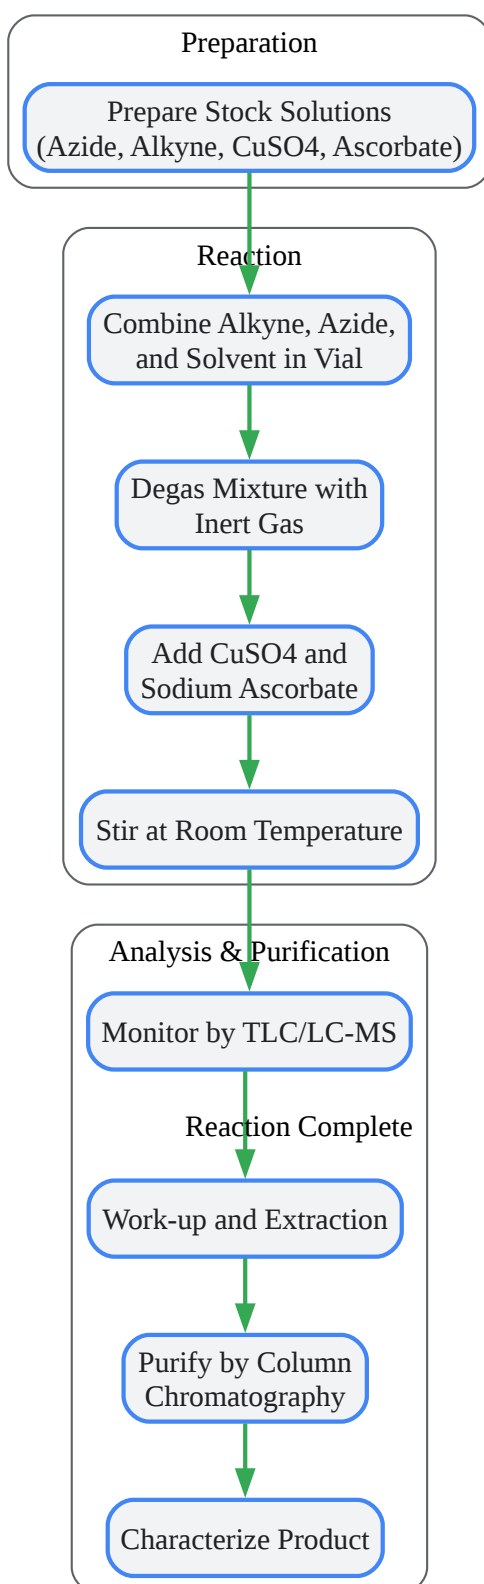 Preparation
Prepare Stock Solutions
(Azide, Alkyne, CuSO4, Ascorbate)
Reaction
Combine Alkyne, Azide,
and Solvent in Vial
Degas Mixture with
Inert Gas
Add CuSO4 and
Sodium Ascorbate
Stir at Room Temperature
Analysis & Purification
Monitor by TLC/LC-MS
Reaction Complete
Work-up and Extraction
Purify by Column
Chromatography
Characterize Product